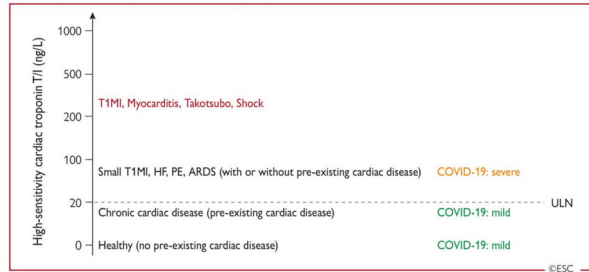 High-sensitivity cardiac troponin T/I (ng/L)
1000
500
T1MI, Myocarditis, Takotsubo, Shock
200
100
Small T1MI, HF, PE, ARDS (with or without pre-existing cardiac disease) COVID-19: severe
20 ULN
Chronic cardiac disease (pre-existing cardiac disease) COVID-19: mild
0 Healthy (no pre-existing cardiac disease) COVID-19: mild
©ESC